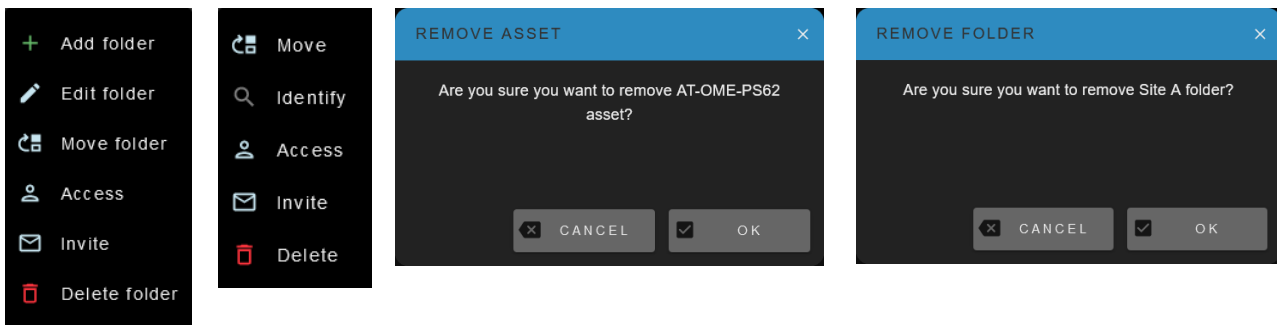 Add folder
Edit folder
Move folder
Access
Invite
Delete folder
Move
Identify
Access
Invite
Delete
REMOVE ASSET
Are you sure you want to remove AT-OME-PS62
asset?
CANCEL
OK
REMOVE FOLDER
Are you sure you want to remove Site A folder?
CANCEL
OK